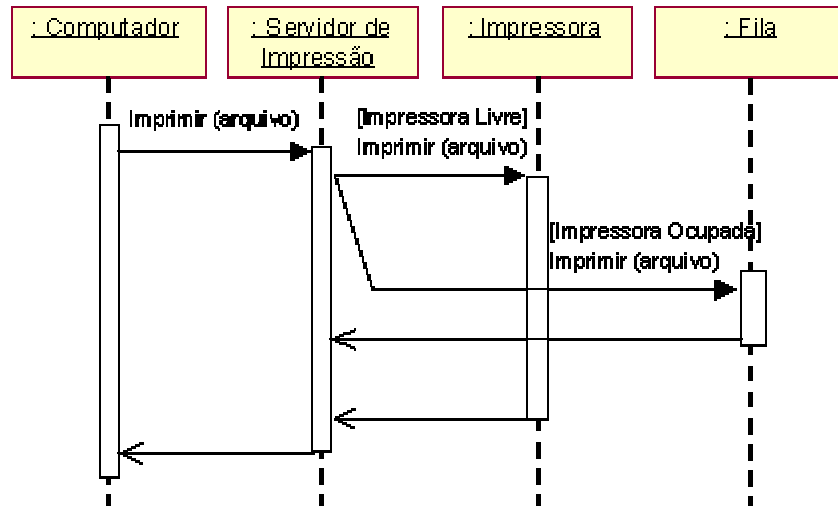 : Computador
: Servidor de
Impressão
: Impressora
: Fila
Imprimir (arquivo)
[Impressora Livre]
Imprimir (arquivo)
[Impressora Ocupada]
Imprimir (arquivo)